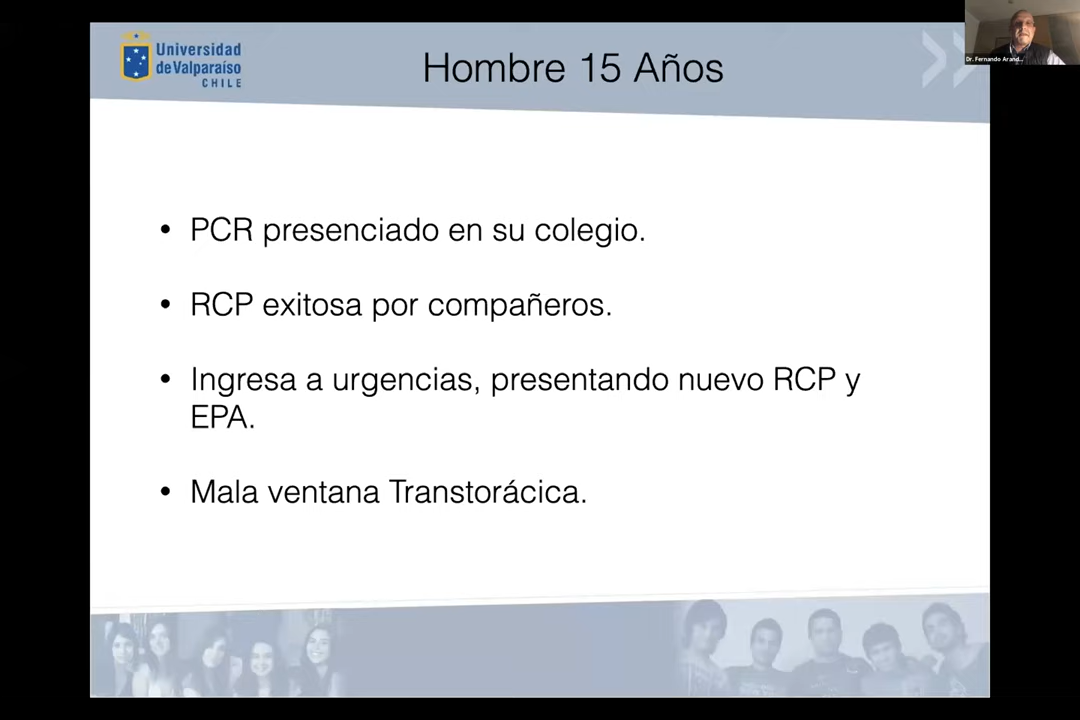 Universidad
de Valparaíso
CHILE
Hombre 15 Años
Dr. Fernando Arand...
• PCR presenciado en su colegio.
• RCP exitosa por compañeros.
• Ingresa a urgencias, presentando nuevo RCP y
EPA.
• Mala ventana Transtorácica.